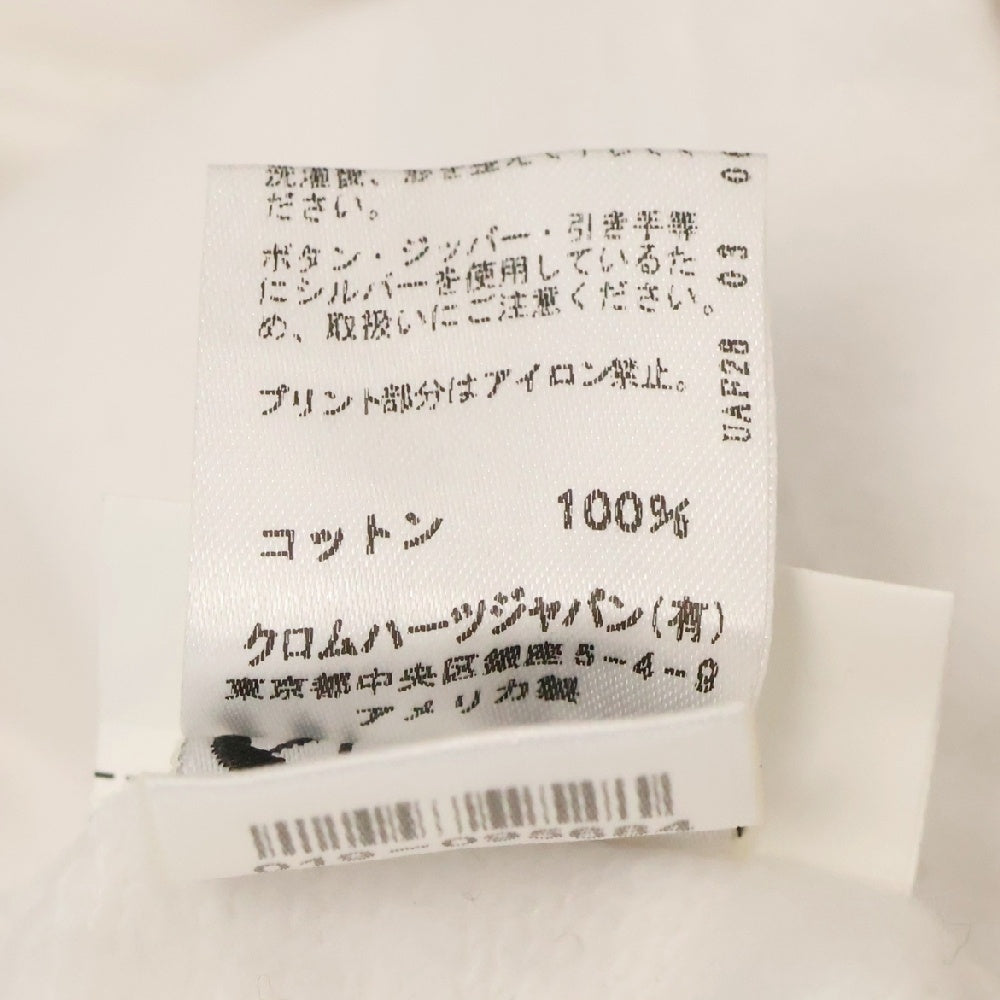 ださい。
ボタン・ジッパー・引き手等
にシルバーを使用しているた
め、取扱いにご注意ください。
プリント部分はアイロン禁止。
コットン 100%
クロムハーツジャパン(有)
東京都中央区銀座5-4-8
アメリカ製